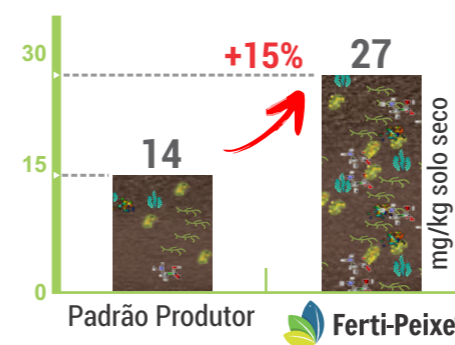 30
+15%
27
14
15
mg/kg solo seco
0
Padrão Produtor
Ferti-Peixe